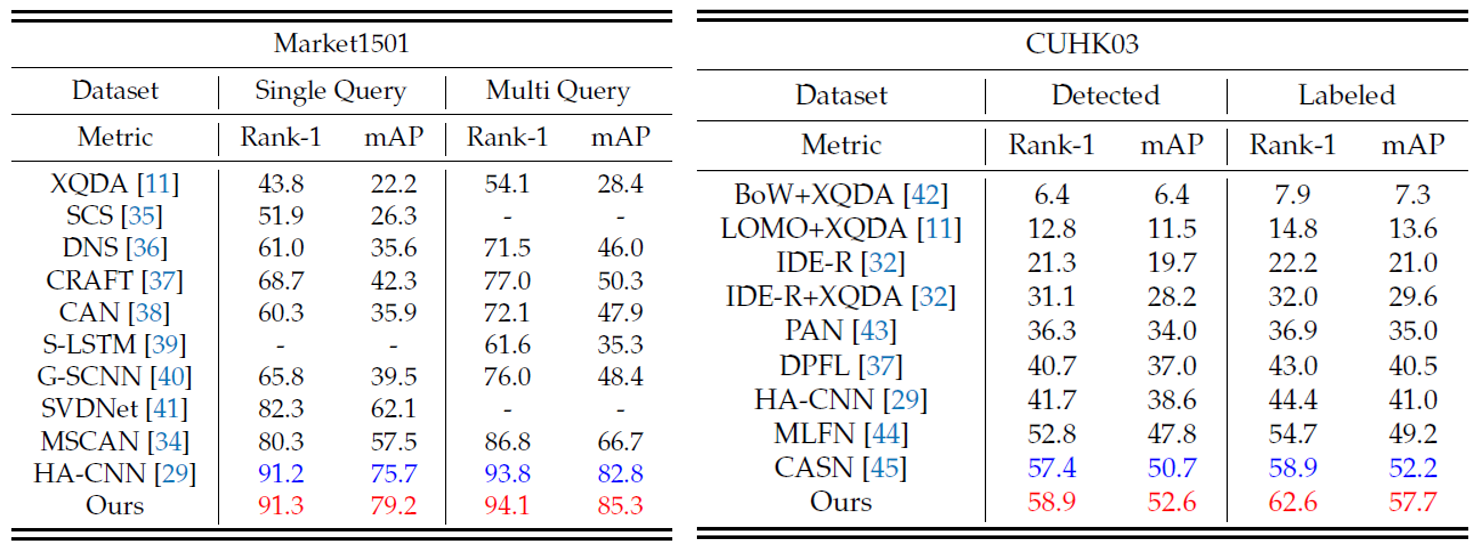 Market1501
Dataset Single Query Multi Query
Metric Rank-1 mAP Rank-1 mAP
XQDA [11] 43.8 22.2 54.1 28.4
SCS [35] 51.9 26.3 - -
DNS [36] 61.0 35.6 71.5 46.0
CRAFT [37] 68.7 42.3 77.0 50.3
CAN [38] 60.3 35.9 72.1 47.9
S-LSTM [39] - - 61.6 35.3
G-SCNN [40] 65.8 39.5 76.0 48.4
SVDNet [41] 82.3 62.1 - -
MSCAN [34] 80.3 57.5 86.8 66.7
HA-CNN [29] 91.2 75.7 93.8 82.8
Ours 91.3 79.2 94.1 85.3
CUHK03
Dataset Detected Labeled
Metric Rank-1 mAP Rank-1 mAP
BoW+XQDA [42] 6.4 6.4 7.9 7.3
LOMO+XQDA [11] 12.8 11.5 14.8 13.6
IDE-R [32] 21.3 19.7 22.2 21.0
IDE-R+XQDA [32] 31.1 28.2 32.0 29.6
PAN [43] 36.3 34.0 36.9 35.0
DPFL [37] 40.7 37.0 43.0 40.5
HA-CNN [29] 41.7 38.6 44.4 41.0
MLFN [44] 52.8 47.8 54.7 49.2
CASN [45] 57.4 50.7 58.9 52.2
Ours 58.9 52.6 62.6 57.7